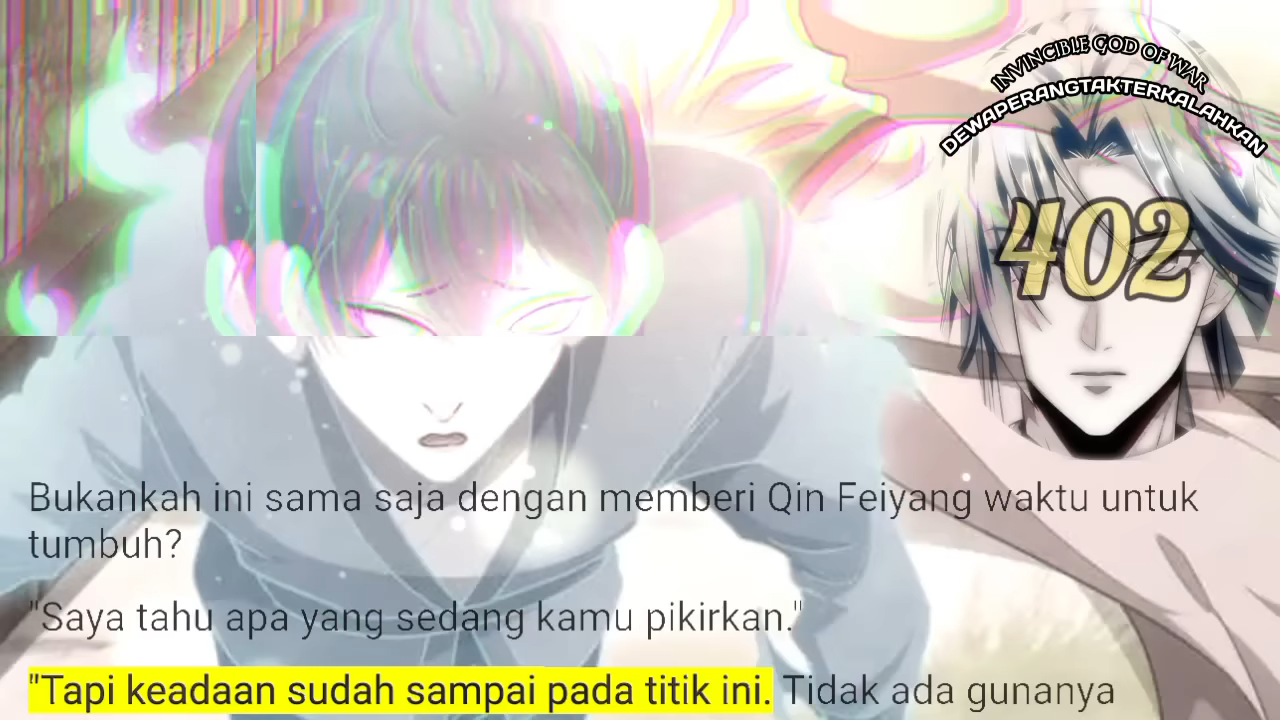 INVINCIBLE GOD OF WAR
DEWAPERANGTAKTERKALAHKAN
402
Bukankah ini sama saja dengan memberi Qin Feiyang waktu untuk
tumbuh?
"Saya tahu apa yang sedang kamu pikirkan."
"Tapi keadaan sudah sampai pada titik ini. Tidak ada gunanya